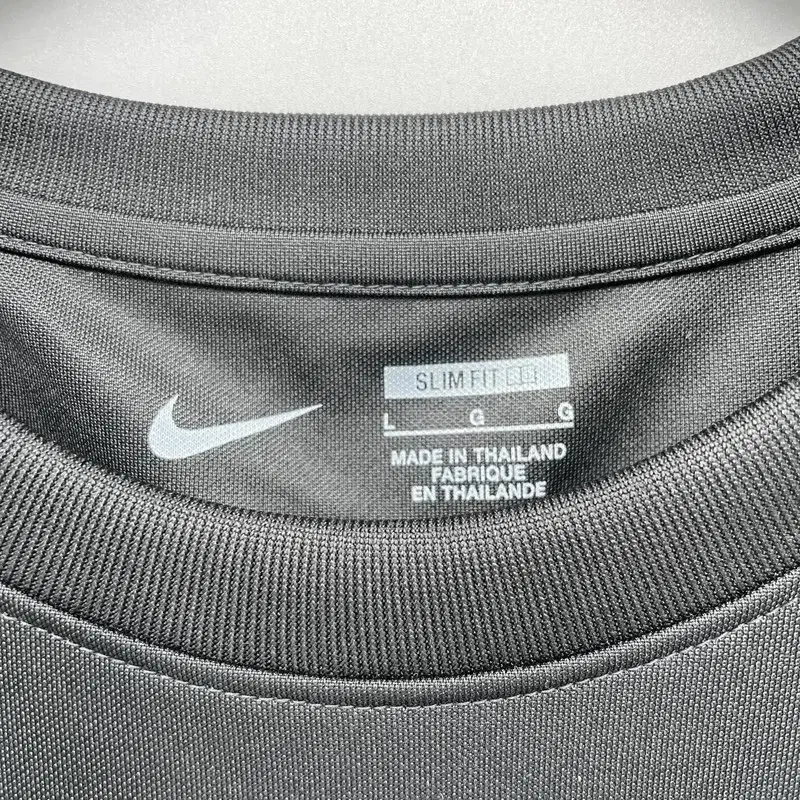 SLIM FIT
L G G
MADE IN THAILAND
FABRIQUE
EN THAILANDE